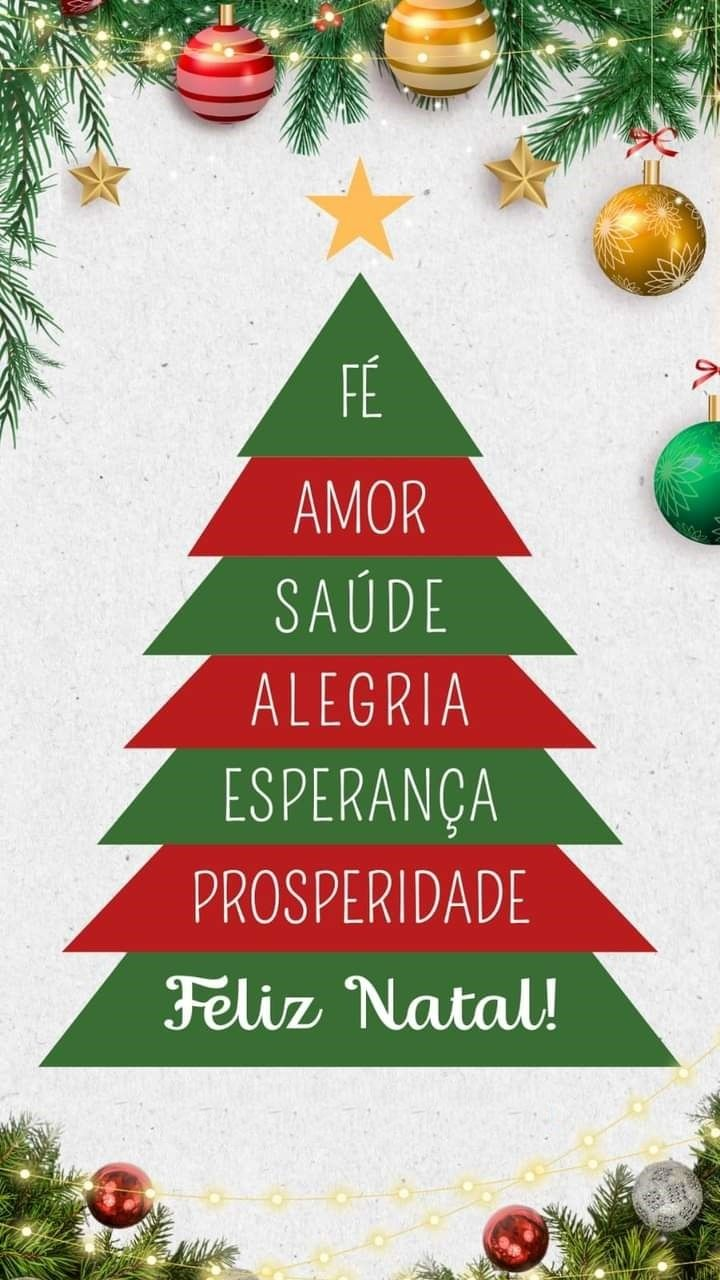 FÉ
AMOR
SAÚDE
ALEGRIA
ESPERANÇA
PROSPERIDADE
Feliz Natal!